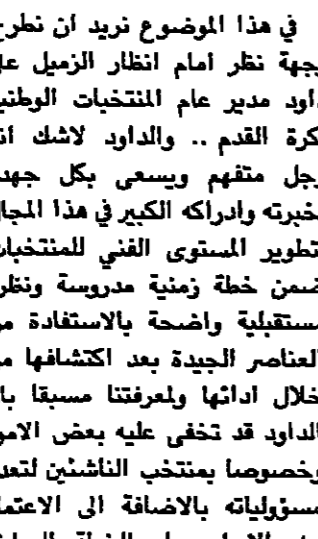 في هذا الموضوع نريد ان نطرح
وجهة نظر امام انظار الزميل علي
داود مدير عام المنتخبات الوطنية
كرة القدم .. والداود لاشك انه
رجل متفهم ويسعى بكل جهد
خبرته وادراكه الكبير في هذا المجال
تطوير المستوى الفني للمنتخبات
ضمن خطة زمنية مدروسة ونظرة
مستقبلية واضحة بالاستفادة من
العناصر الجيدة بعد اكتشافها من
خلال ادائها ولمعرفتنا مسبقا بان
الداود قد تخفى عليه بعض الامور
وخصوصا بمنتخب الناشئين لتعدد
مسؤولياته بالاضافة الى الاعتماد